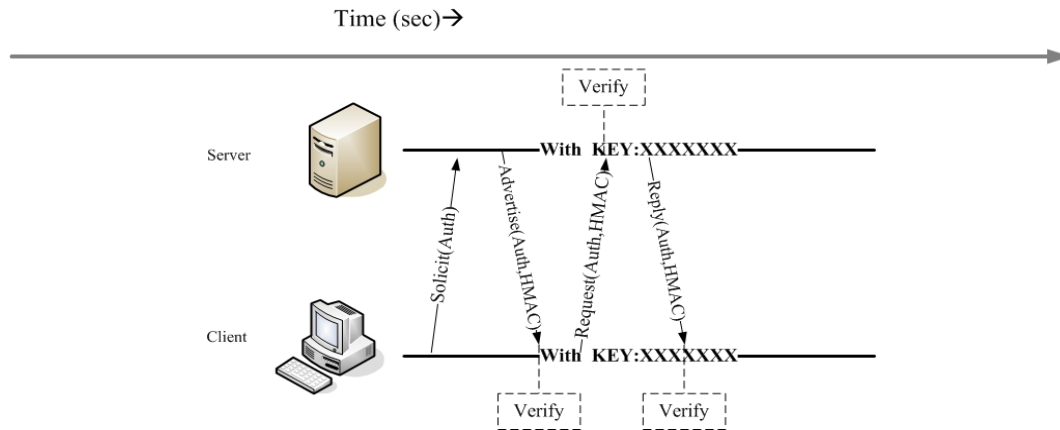 Time (sec)→
Verify
Server
With KEY:XXXXXXX
Solicit(Auth)
Advertise(Auth,HMAC)
Request(Auth,HMAC)
Reply(Auth,HMAC)
Client
With KEY:XXXXXXX
Verify
Verify